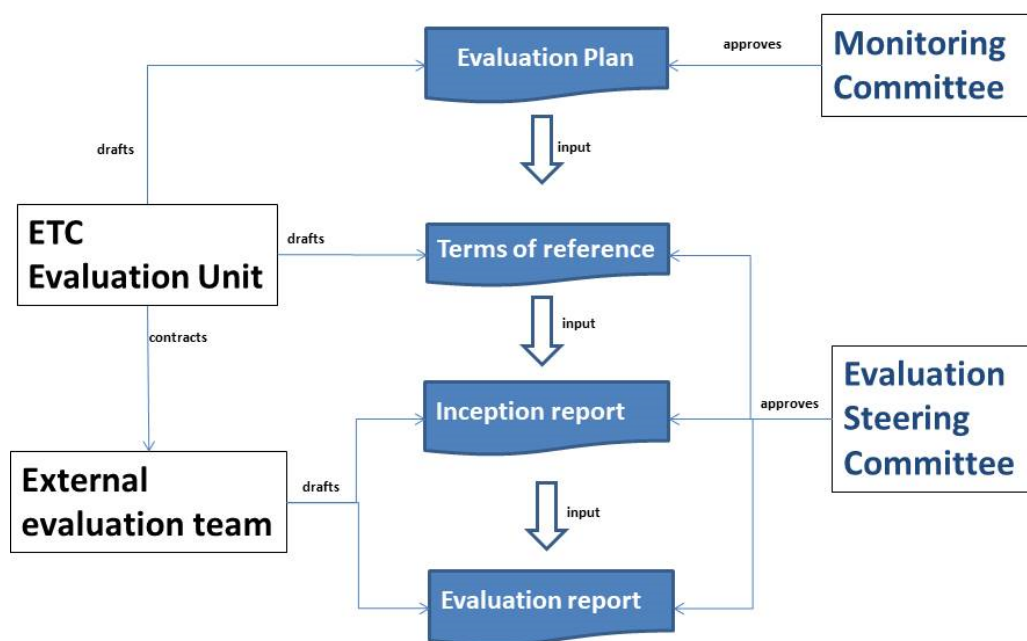 Evaluation Plan
approves
Monitoring
Committee
drafts
input
ETC
Evaluation Unit
drafts
Terms of reference
contracts
input
Evaluation
Steering
Committee
Inception report
approves
External
evaluation team
drafts
input
Evaluation report